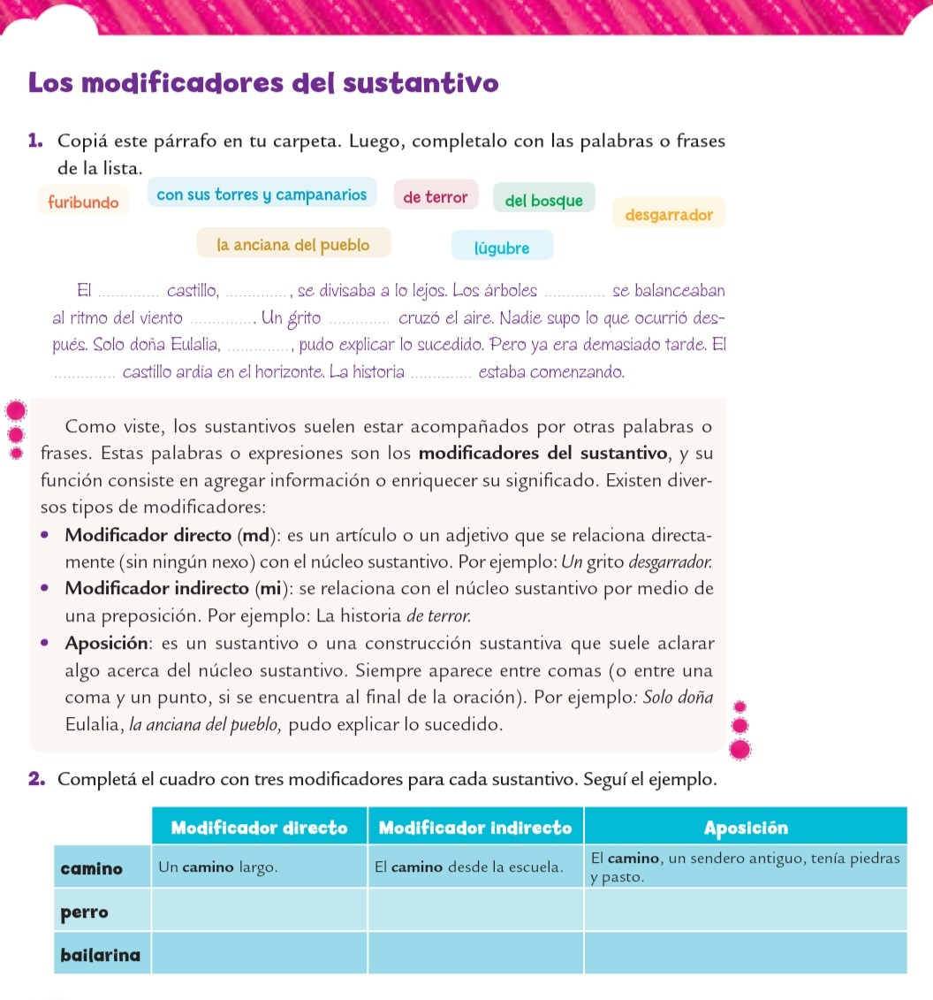 Los modificadores del sustantivo
1. Copiá este párrafo en tu carpeta. Luego, completalo con las palabras o frases
de la lista.
furibundo con sus torres y campanarios de terror del bosque desgarrador
la anciana del pueblo lúgubre
El ............. castillo, ............., se divisaba a lo lejos. Los árboles ............. se balanceaban
al ritmo del viento ............. . Un grito ............. cruzó el aire. Nadie supo lo que ocurrió des-
pués. Solo doña Eulalia, ............., pudo explicar lo sucedido. Pero ya era demasiado tarde. El
............. castillo ardía en el horizonte. La historia ............. estaba comenzando.
Como viste, los sustantivos suelen estar acompañados por otras palabras o
frases. Estas palabras o expresiones son los modificadores del sustantivo, y su
función consiste en agregar información o enriquecer su significado. Existen diver-
sos tipos de modificadores:
• Modificador directo (md): es un artículo o un adjetivo que se relaciona directa-
mente (sin ningún nexo) con el núcleo sustantivo. Por ejemplo: Un grito desgarrador.
• Modificador indirecto (mi): se relaciona con el núcleo sustantivo por medio de
una preposición. Por ejemplo: La historia de terror.
• Aposición: es un sustantivo o una construcción sustantiva que suele aclarar
algo acerca del núcleo sustantivo. Siempre aparece entre comas (o entre una
coma y un punto, si se encuentra al final de la oración). Por ejemplo: Solo doña
Eulalia, la anciana del pueblo, pudo explicar lo sucedido.
2. Completá el cuadro con tres modificadores para cada sustantivo. Seguí el ejemplo.
Modificador directo Modificador indirecto Aposición
camino Un camino largo. El camino desde la escuela. El camino, un sendero antiguo, tenía piedras
y pasto.
perro
bailarina